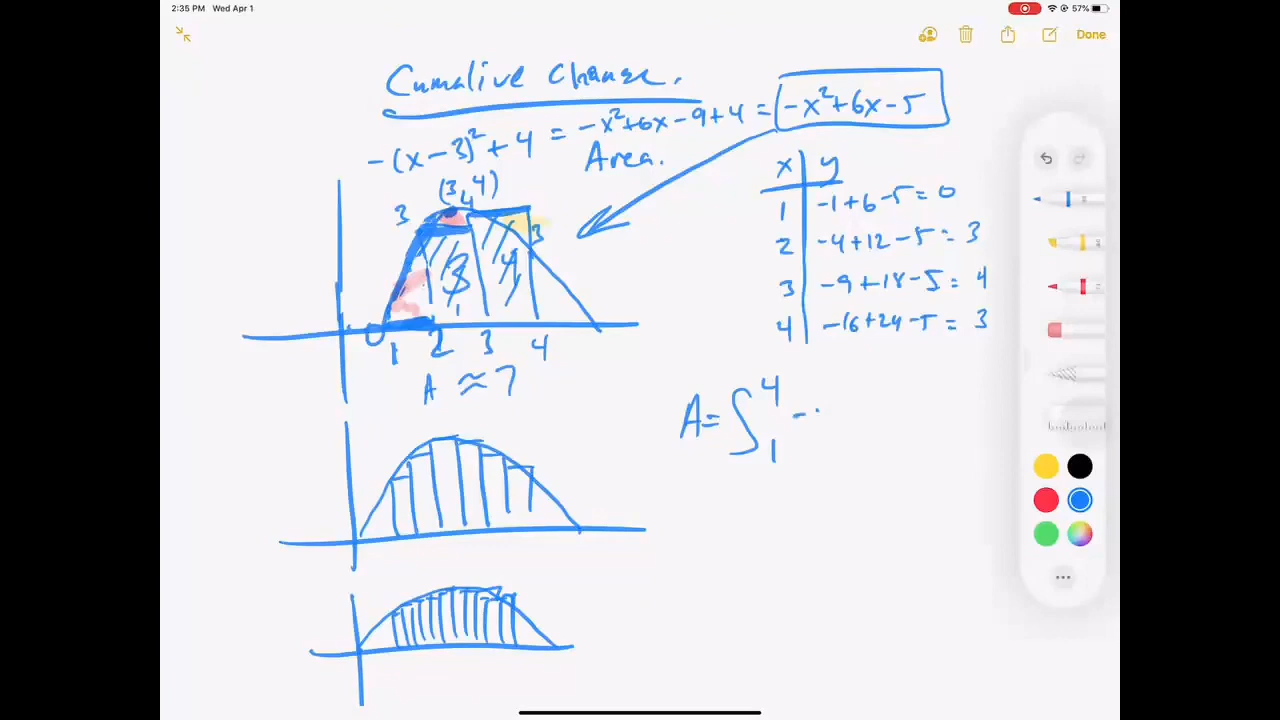 2:35 PM Wed Apr 1
57%
Done
Cumalive Change.
-(x-3)² + 4 = -x²+6x-9+4 = -x²+6x-5
Area.
x y
1 -1+6-5=0
2 -4+12-5=3
3 -9+18-5=4
4 -16+24-5=3
(3,4)
3 4 3
3 4
1
0 1 2 3 4
A ≈ 7
A = ∫₁⁴ -